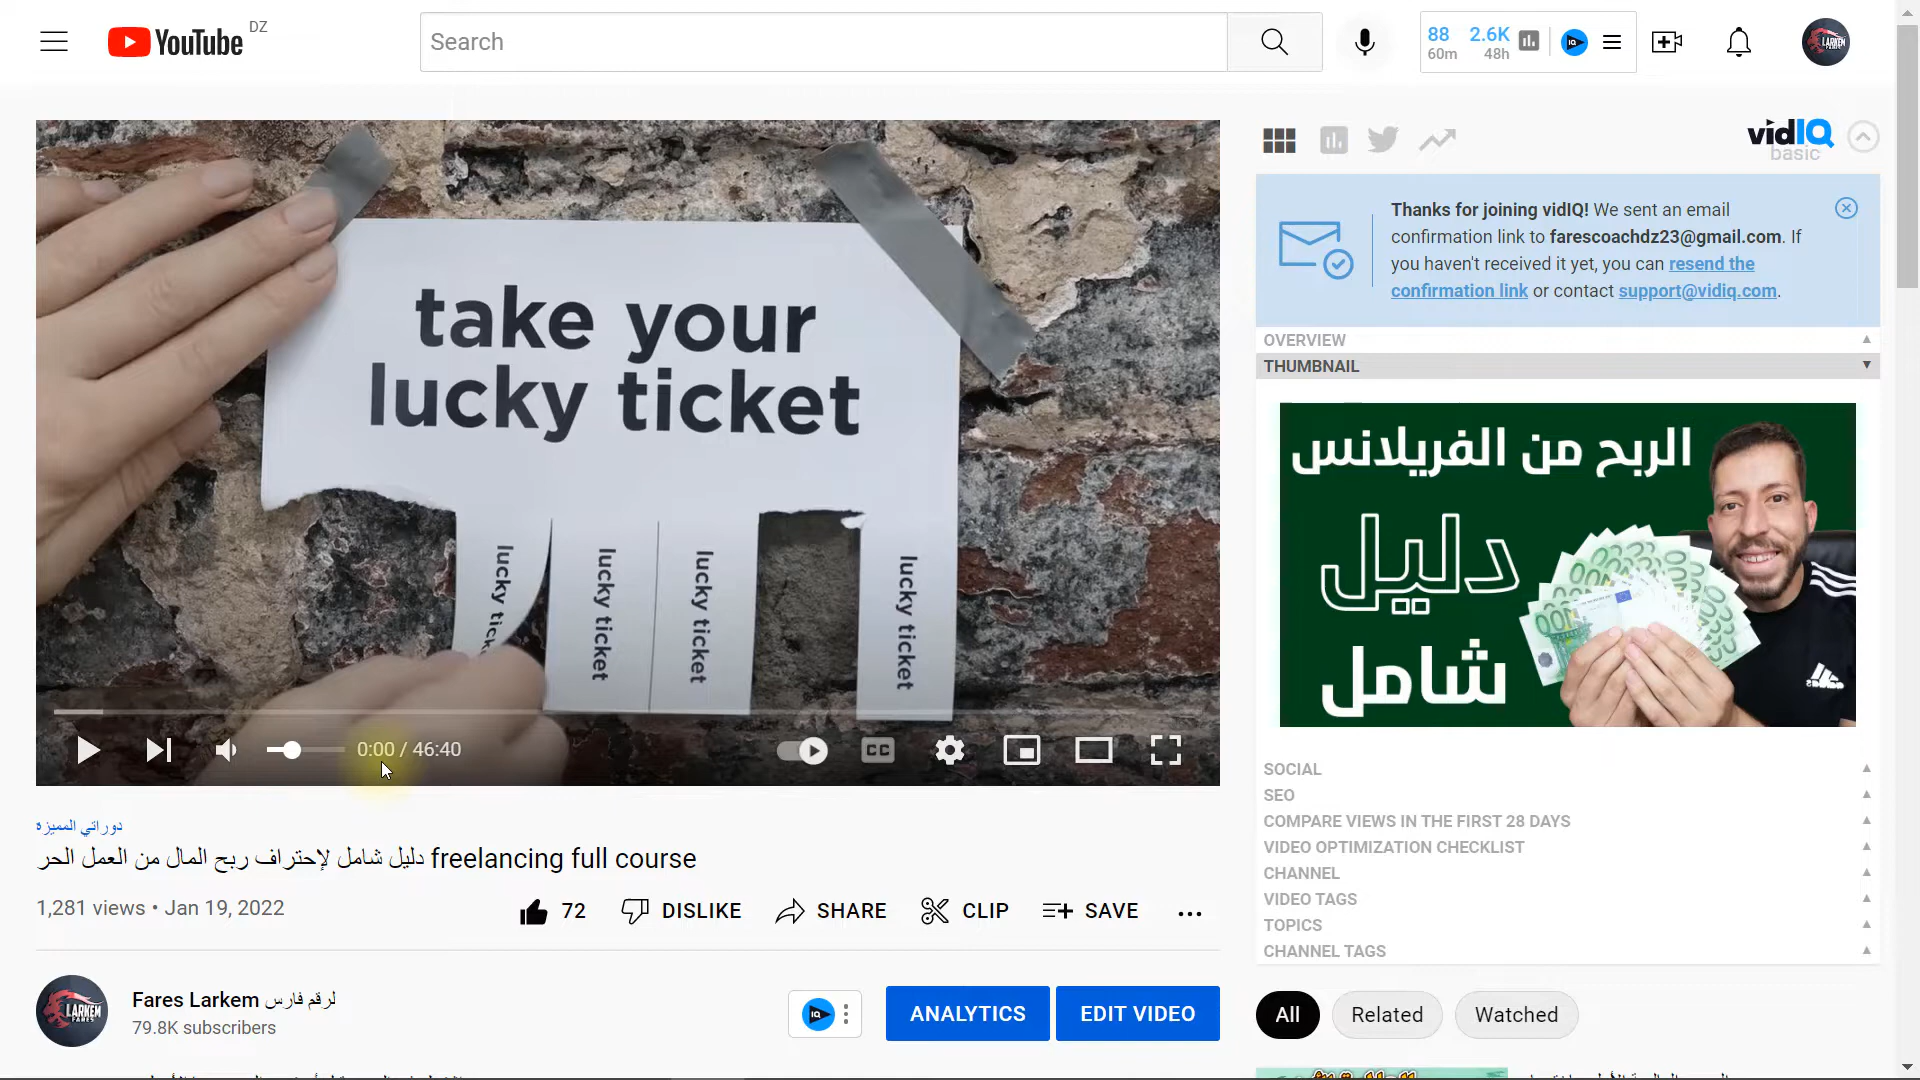 YouTube DZ
Search
88 2.6K
60m 48h
take your
lucky ticket
lucky ticket
lucky ticket
lucky ticket
0:00 / 46:40
CC
دوراتي المميزة
دليل شامل لإحتراف ربح المال من العمل الحر freelancing full course
1,281 views • Jan 19, 2022
72 DISLIKE SHARE CLIP SAVE ...
LARKEM
FARES
Fares Larkem لرقم فارس
79.8K subscribers
IQ
ANALYTICS
EDIT VIDEO
vidIQ
basic
Thanks for joining vidIQ! We sent an email
confirmation link to farescoachdz23@gmail.com. If
you haven't received it yet, you can resend the
confirmation link or contact support@vidiq.com.
OVERVIEW
THUMBNAIL
الربح من الفريلانس
دليل
شامل
SOCIAL
SEO
COMPARE VIEWS IN THE FIRST 28 DAYS
VIDEO OPTIMIZATION CHECKLIST
CHANNEL
VIDEO TAGS
TOPICS
CHANNEL TAGS
All Related Watched